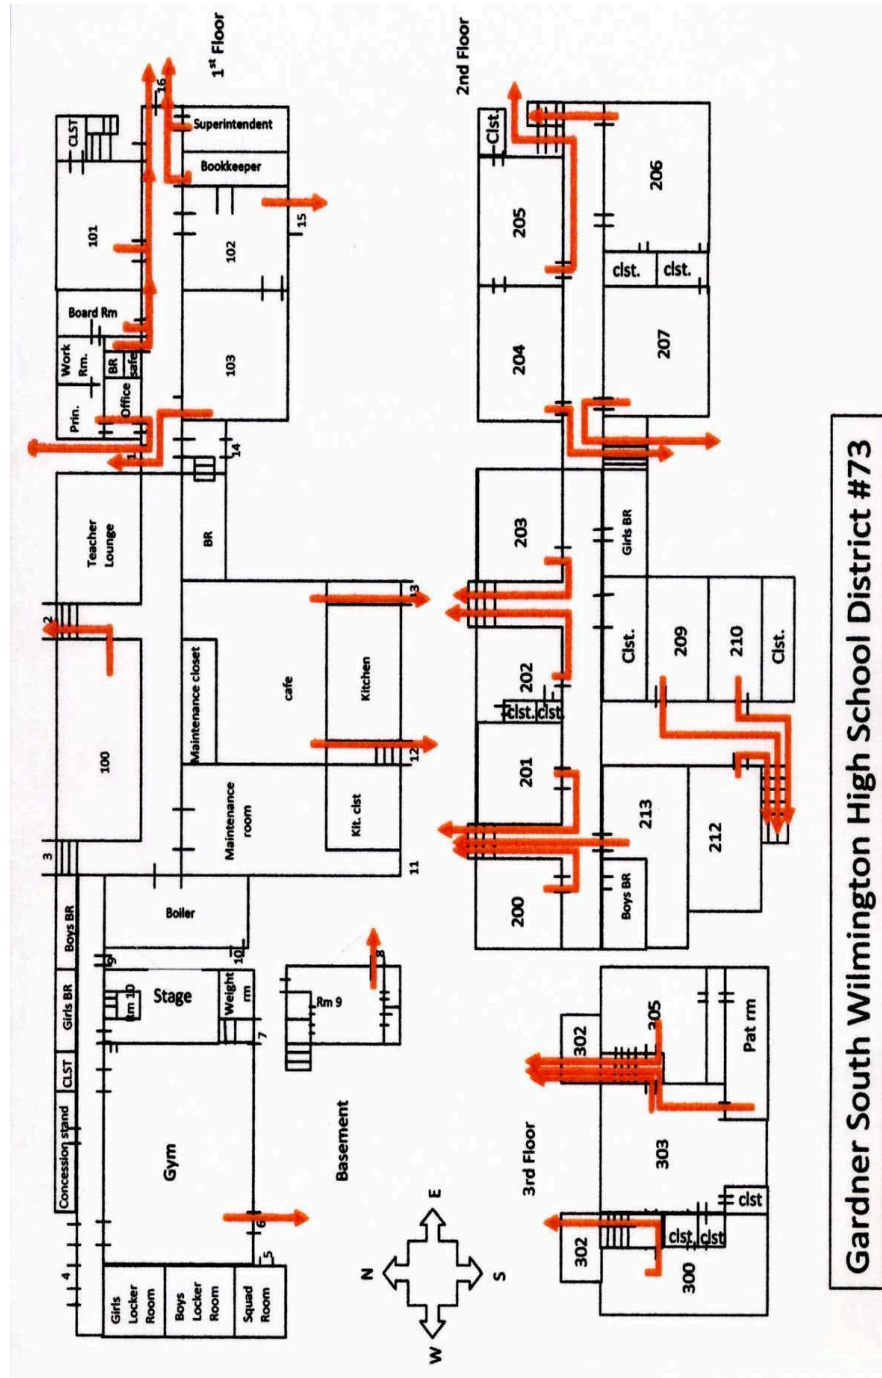 1st Floor
4
Concession stand
CLST
Girls BR
Boys BR
3
100
2
Teacher
Lounge
1
Prin.
Work
Rm.
Office
BR
safe
Board Rm
101
CLST
16
Girls
Locker
Room
Boys
Locker
Room
Squad
Room
5
Gym
6
7
Rm 10
Stage
Weight
rm
9
10
Boiler
Maintenance
room
Maintenance closet
cafe
Kit. clst
Kitchen
11
12
13
BR
14
103
102
15
Bookkeeper
Superintendent
Basement
Rm 9
8
N
W
E
S
2nd Floor
200
201
clst.
clst
202
203
204
205
Clst.
Boys BR
213
212
Clst.
209
210
Clst.
Girls BR
207
clst.
clst.
206
3rd Floor
302
302
300
clst
clst
clst
303
305
Pat rm
Gardner South Wilmington High School District #73